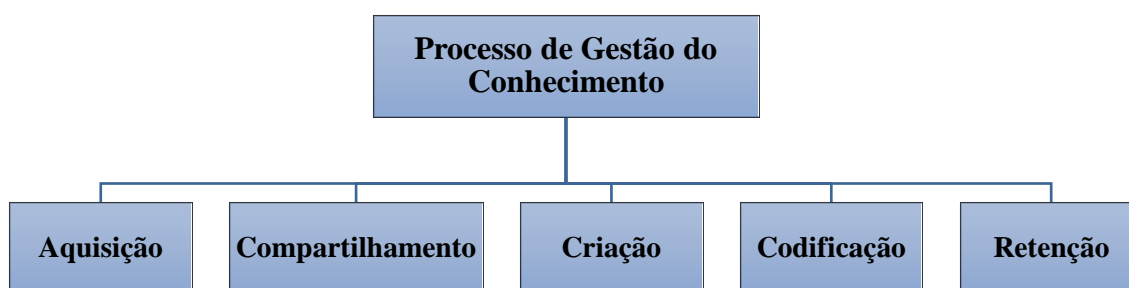 Processo de Gestão do
Conhecimento
Aquisição
Compartilhamento
Criação
Codificação
Retenção